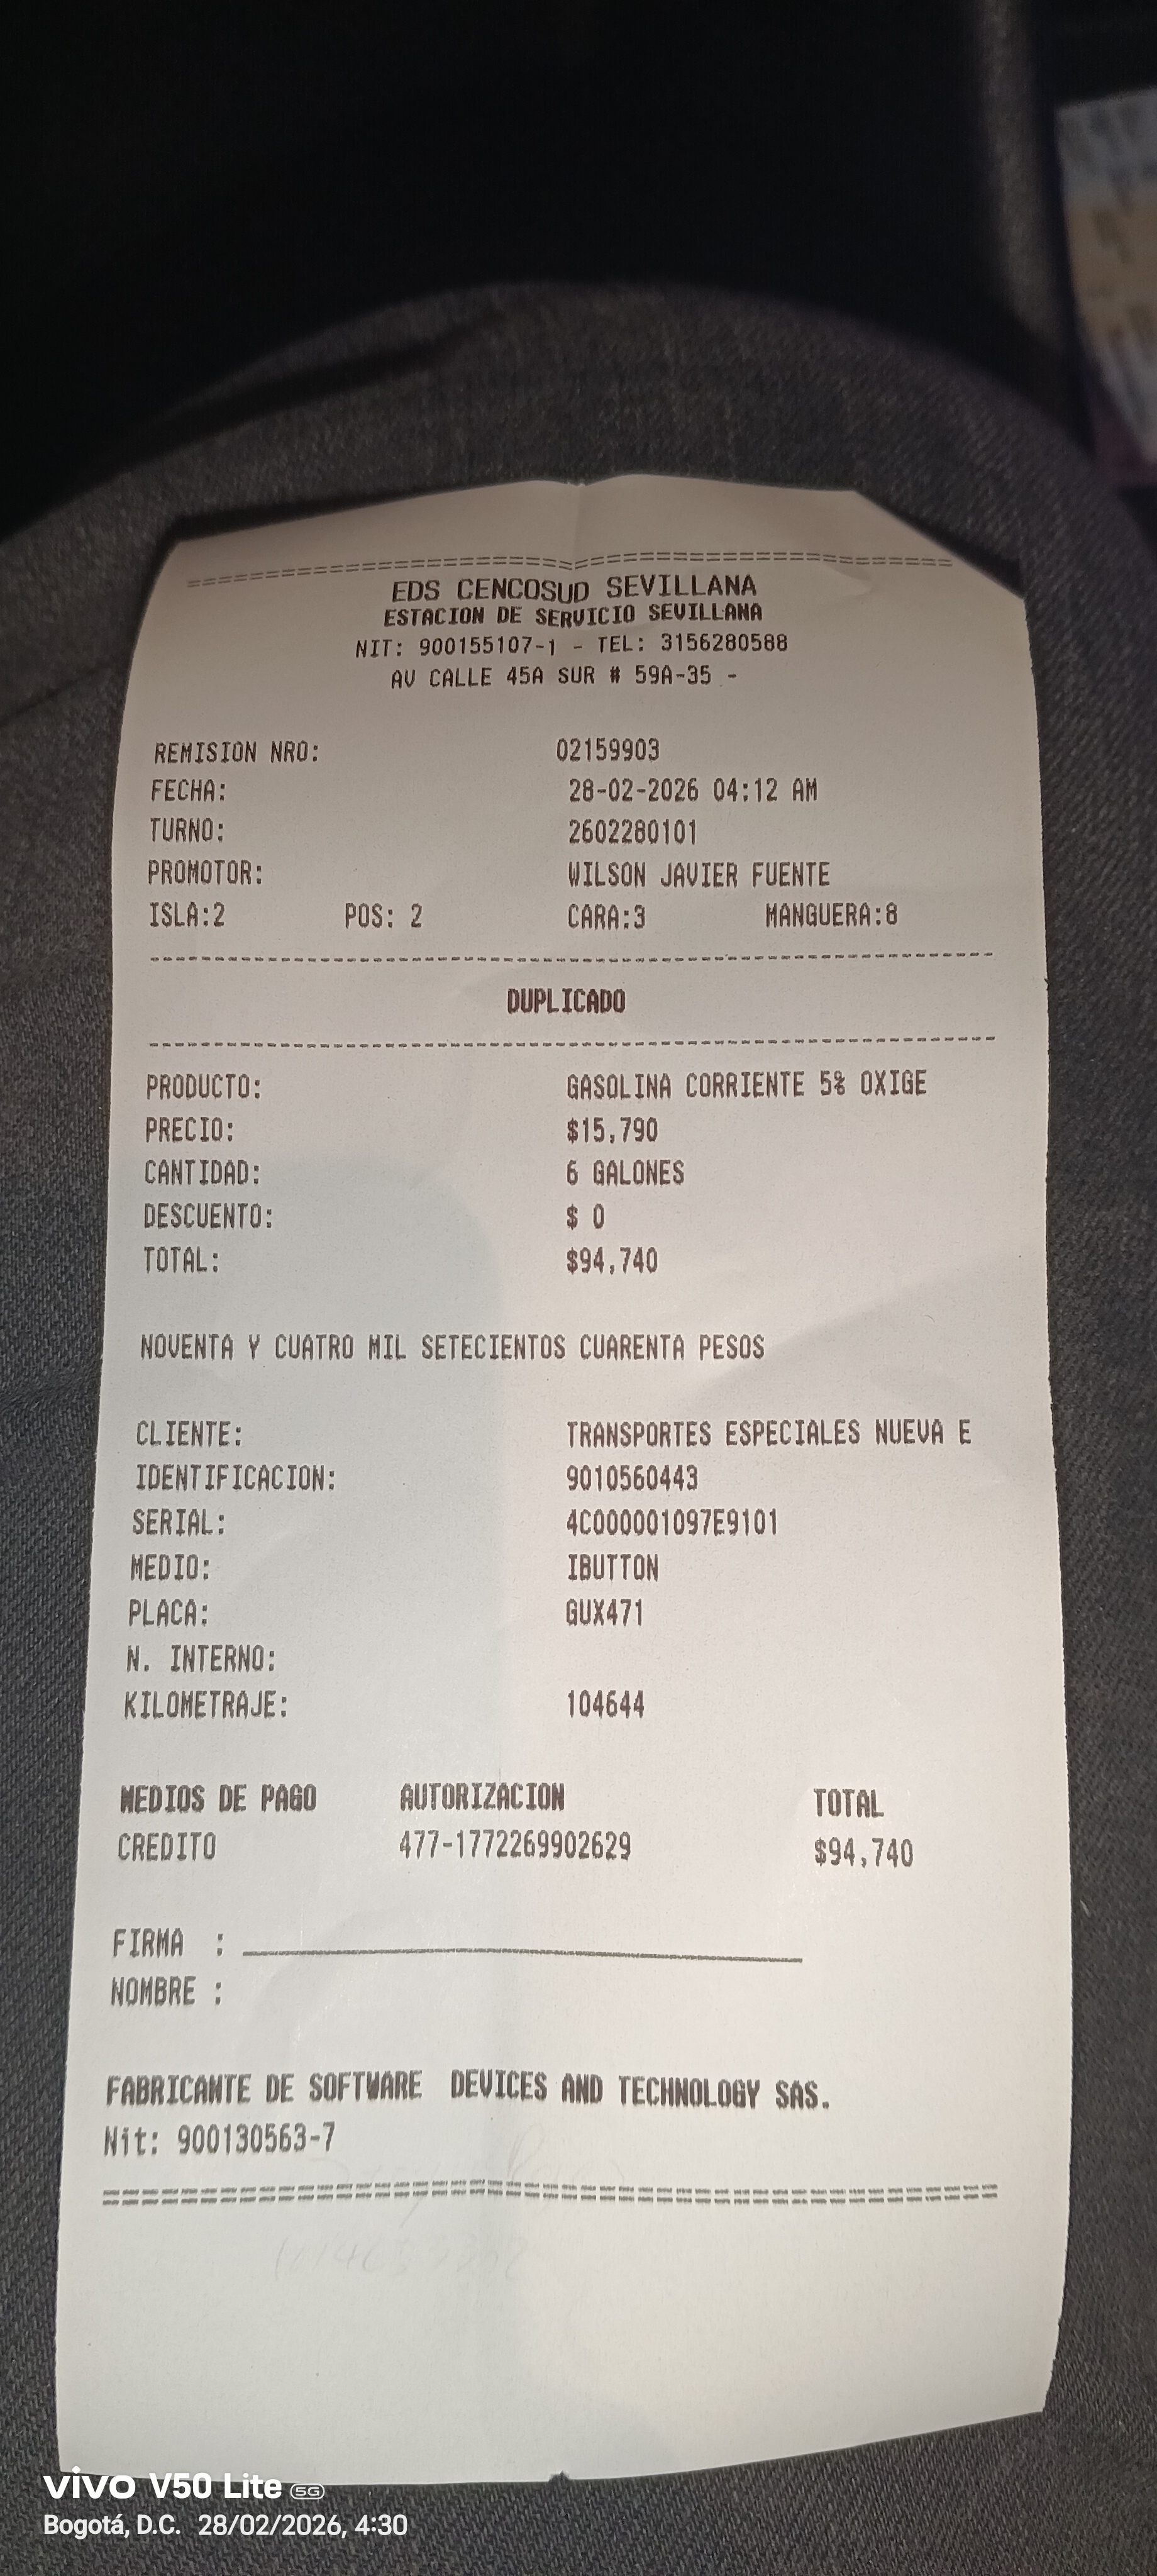 EDS CENCOSUD SEVILLANA
ESTACION DE SERVICIO SEVILLANA
NIT: 900155107-1 - TEL: 3156280588
AV CALLE 45A SUR # 59A-35 -
REMISION NRO: 02159903
FECHA: 28-02-2026 04:12 AM
TURNO: 2602280101
PROMOTOR: WILSON JAVIER FUENTE
ISLA:2 POS: 2 CARA:3 MANGUERA:8
DUPLICADO
PRODUCTO: GASOLINA CORRIENTE 5% OXIGE
PRECIO: $15,790
CANTIDAD: 6 GALONES
DESCUENTO: $ 0
TOTAL: $94,740
NOVENTA Y CUATRO MIL SETECIENTOS CUARENTA PESOS
CLIENTE: TRANSPORTES ESPECIALES NUEVA E
IDENTIFICACION: 9010560443
SERIAL: 4C000001097E9101
MEDIO: IBUTTON
PLACA: GUX471
N. INTERNO:
KILOMETRAJE: 104644
MEDIOS DE PAGO AUTORIZACION TOTAL
CREDITO 477-1772269902629 $94,740
FIRMA :
NOMBRE :
FABRICANTE DE SOFTWARE DEVICES AND TECHNOLOGY SAS.
Nit: 900130563-7
vivo V50 Lite 5G
Bogotá, D.C. 28/02/2026, 4:30